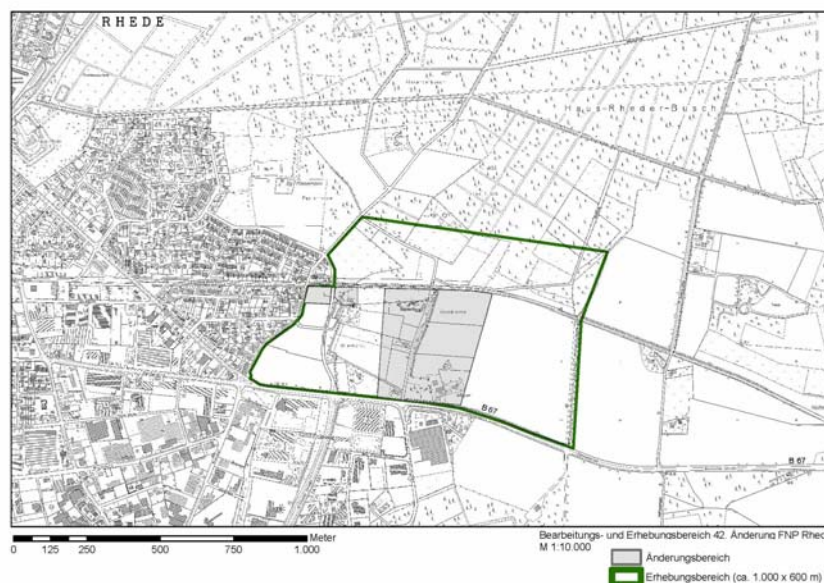 RHEDE
Haus-Rheder-Busch
B 67
B 67
Meter
0 125 250 500 750 1.000
Bearbeitungs- und Erhebungsbereich 42. Änderung FNP Rhed
M 1:10.000
Änderungsbereich
Erhebungsbereich (ca. 1.000 x 600 m)